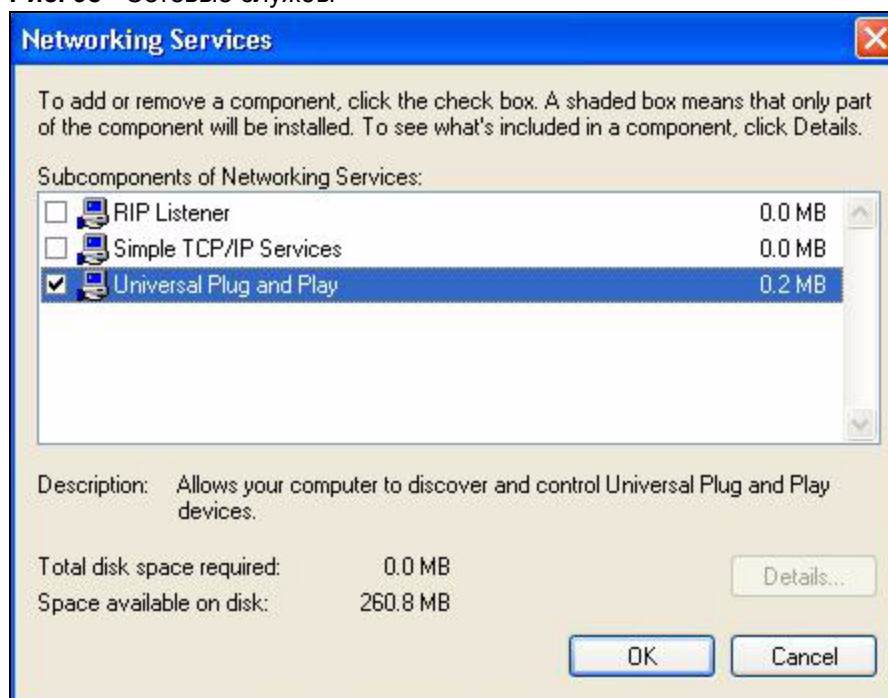 Networking Services
To add or remove a component, click the check box. A shaded box means that only part
of the component will be installed. To see what's included in a component, click Details.
Subcomponents of Networking Services:
RIP Listener 0.0 MB
Simple TCP/IP Services 0.0 MB
Universal Plug and Play 0.2 MB
Description: Allows your computer to discover and control Universal Plug and Play
devices.
Total disk space required: 0.0 MB
Space available on disk: 260.8 MB
Details...
OK Cancel